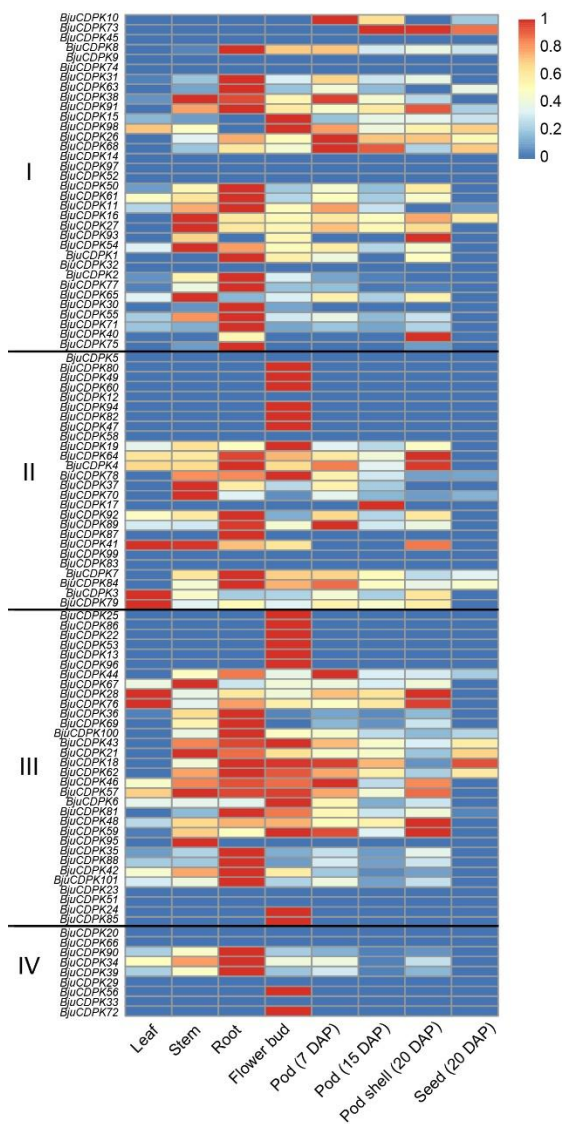 BjuCDPK10
BjuCDPK73
BjuCDPK45
BjuCDPK8
BjuCDPK9
BjuCDPK74
BjuCDPK31
BjuCDPK63
BjuCDPK38
BjuCDPK91
BjuCDPK15
BjuCDPK98
BjuCDPK26
BjuCDPK68
BjuCDPK14
BjuCDPK97
BjuCDPK52
BjuCDPK50
BjuCDPK61
BjuCDPK11
BjuCDPK16
BjuCDPK27
BjuCDPK93
BjuCDPK54
BjuCDPK1
BjuCDPK32
BjuCDPK2
BjuCDPK77
BjuCDPK65
BjuCDPK30
BjuCDPK55
BjuCDPK71
BjuCDPK40
BjuCDPK75
I
BjuCDPK5
BjuCDPK80
BjuCDPK49
BjuCDPK60
BjuCDPK12
BjuCDPK94
BjuCDPK82
BjuCDPK47
BjuCDPK58
BjuCDPK19
BjuCDPK64
BjuCDPK4
BjuCDPK78
BjuCDPK37
BjuCDPK70
BjuCDPK17
BjuCDPK92
BjuCDPK89
BjuCDPK87
BjuCDPK41
BjuCDPK99
BjuCDPK83
BjuCDPK7
BjuCDPK84
BjuCDPK3
BjuCDPK79
II
BjuCDPK25
BjuCDPK86
BjuCDPK22
BjuCDPK53
BjuCDPK13
BjuCDPK96
BjuCDPK44
BjuCDPK67
BjuCDPK28
BjuCDPK76
BjuCDPK36
BjuCDPK69
BjuCDPK100
BjuCDPK43
BjuCDPK21
BjuCDPK18
BjuCDPK62
BjuCDPK46
BjuCDPK57
BjuCDPK6
BjuCDPK81
BjuCDPK48
BjuCDPK59
BjuCDPK95
BjuCDPK35
BjuCDPK88
BjuCDPK42
BjuCDPK101
BjuCDPK23
BjuCDPK51
BjuCDPK24
BjuCDPK85
III
BjuCDPK20
BjuCDPK66
BjuCDPK90
BjuCDPK34
BjuCDPK39
BjuCDPK29
BjuCDPK56
BjuCDPK33
BjuCDPK72
IV
Leaf
Stem
Root
Flower bud
Pod (7 DAP)
Pod (15 DAP)
Pod shell (20 DAP)
Seed (20 DAP)
1
0.8
0.6
0.4
0.2
0